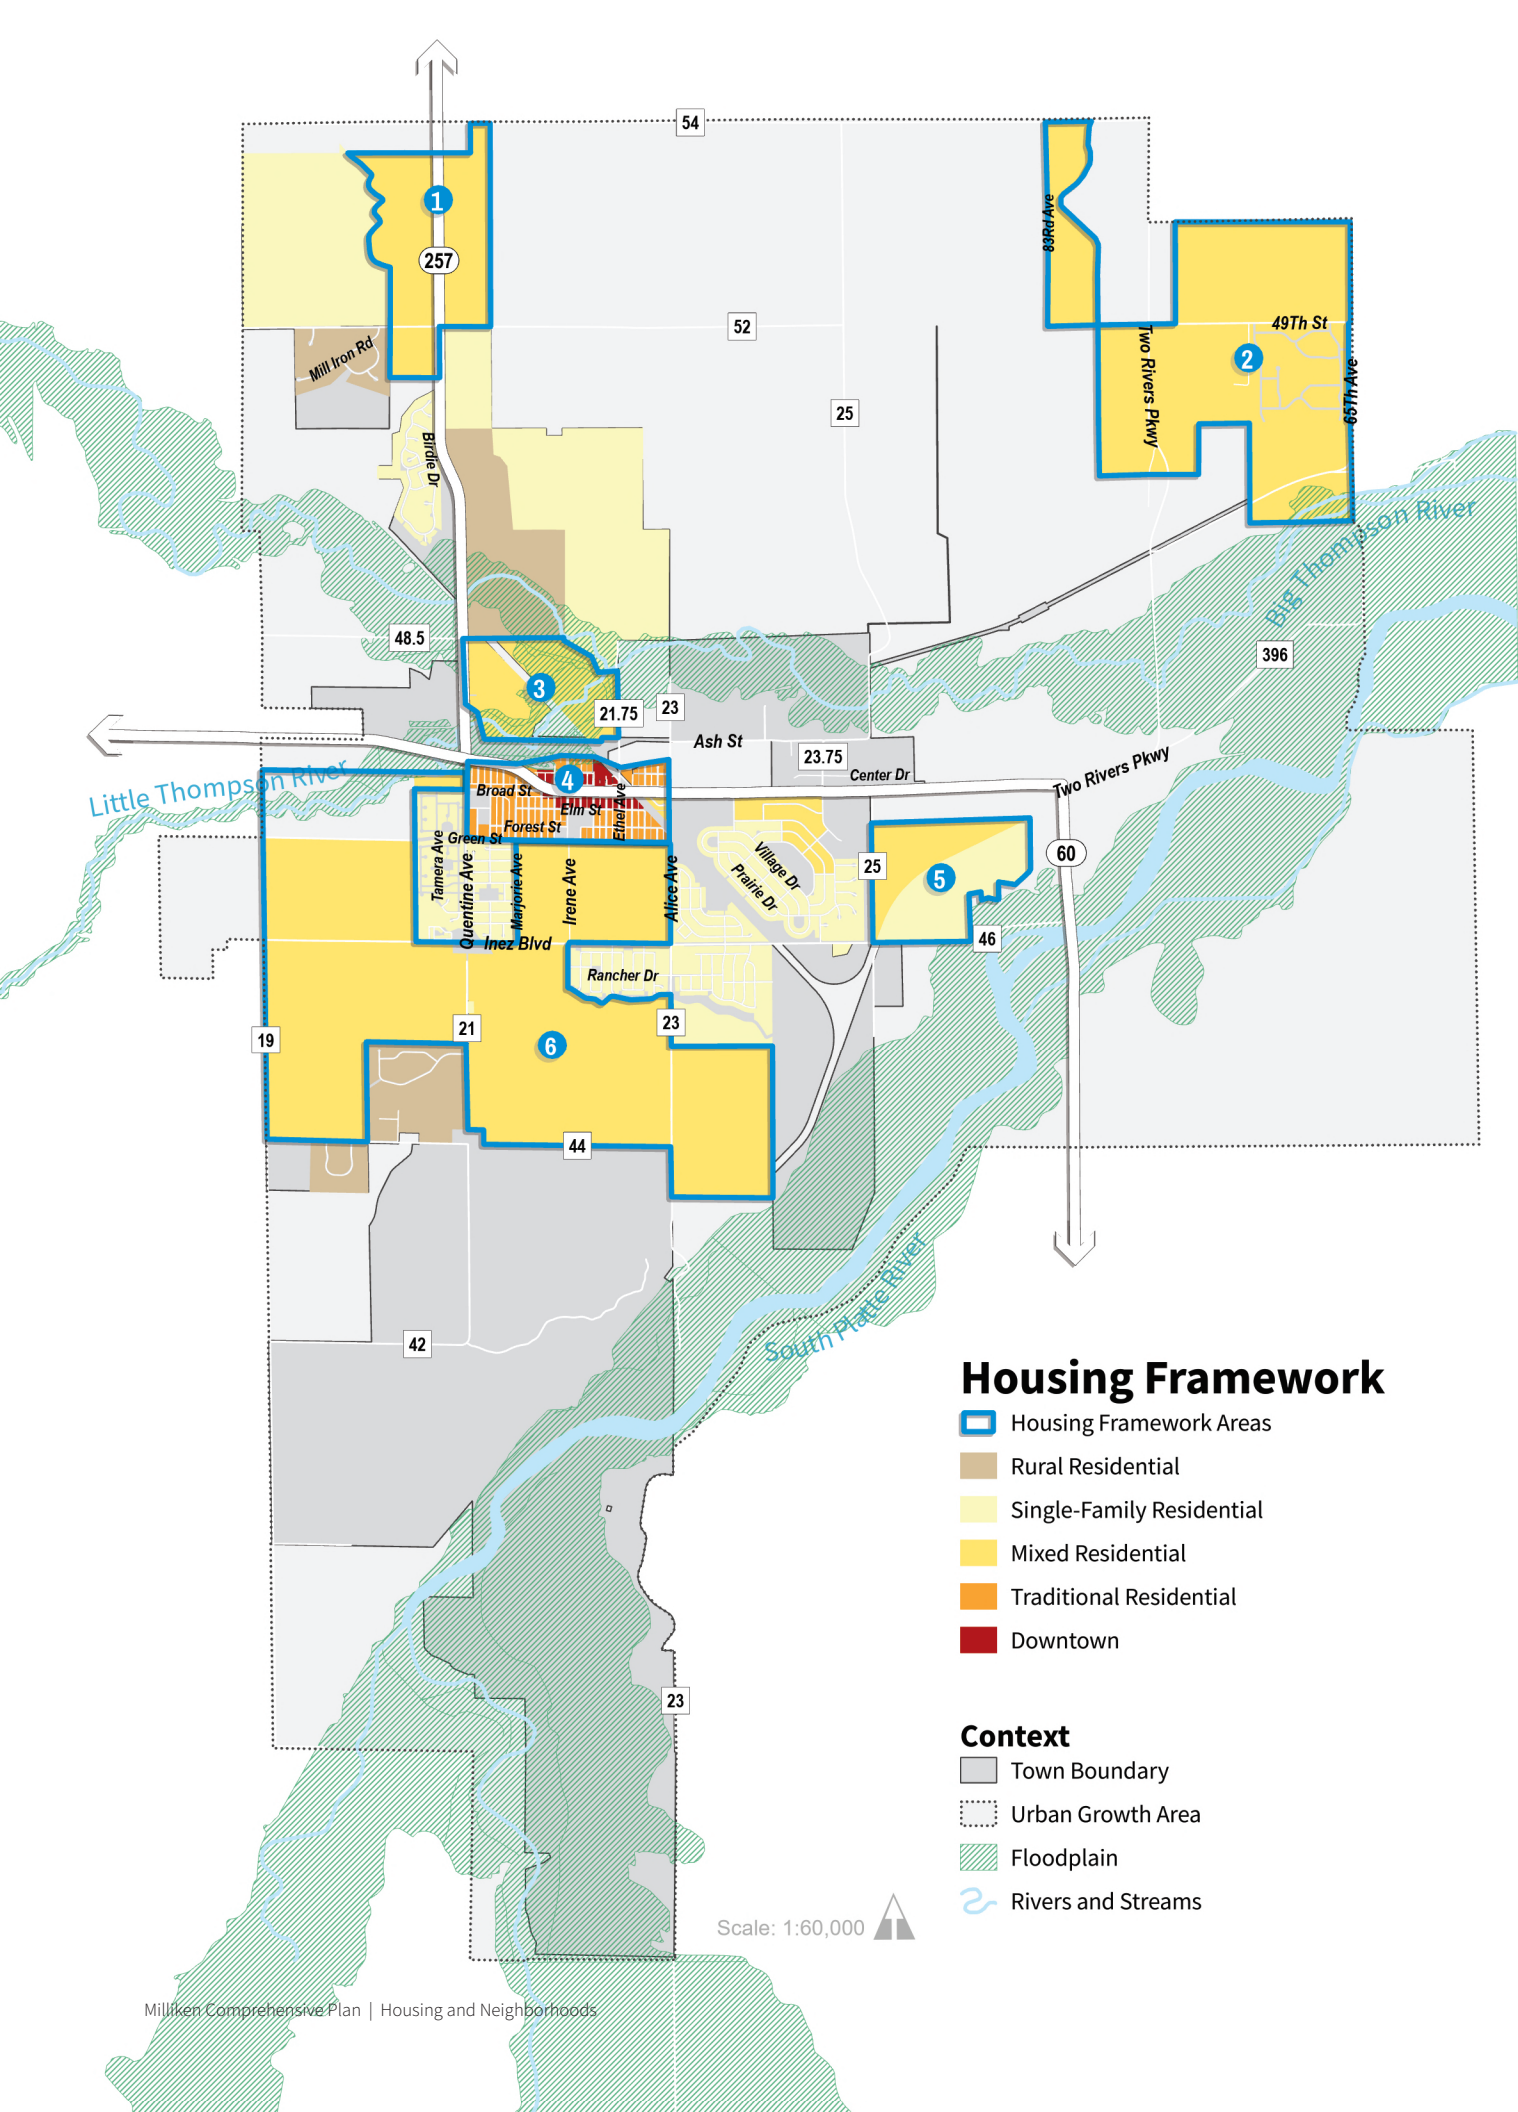 54
1
83Rd Ave
257
49Th St
52
2
Mill Iron Rd
Two Rivers Pkwy
65Th Ave
25
Birdie Dr
Big Thompson River
48.5
396
3
21.75
23
Ash St
23.75
Center Dr
Two Rivers Pkwy
Little Thompson River
4
Broad St
Elm St
Ethel Ave
Forest St
Green St
Tamera Ave
Quentine Ave
Marjorie Ave
Irene Ave
Alice Ave
Village Dr
Prairie Dr
25
5
60
Inez Blvd
46
Rancher Dr
19
21
23
6
44
South Platte River
42
Housing Framework
Housing Framework Areas
Rural Residential
Single-Family Residential
Mixed Residential
Traditional Residential
Downtown
23
Context
Town Boundary
Urban Growth Area
Floodplain
Rivers and Streams
Scale: 1:60,000
Milliken Comprehensive Plan | Housing and Neighborhoods